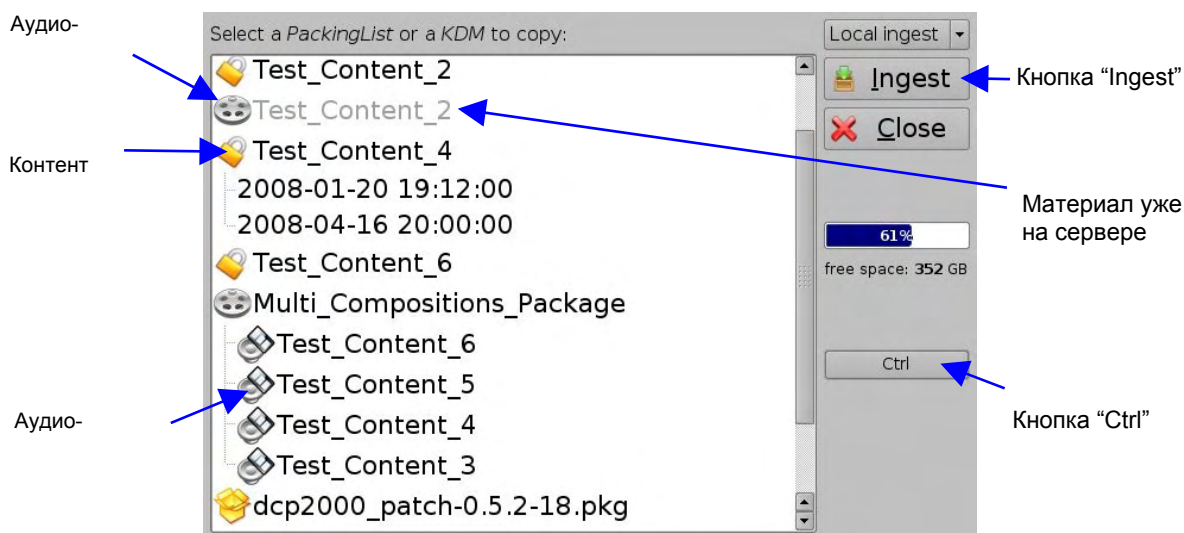 Аудио-
Контент
Аудио-
Select a PackingList or a KDM to copy:
Test_Content_2
Test_Content_2
Test_Content_4
2008-01-20 19:12:00
2008-04-16 20:00:00
Test_Content_6
Multi_Compositions_Package
Test_Content_6
Test_Content_5
Test_Content_4
Test_Content_3
dcp2000_patch-0.5.2-18.pkg
Local ingest
Ingest
Close
61%
free space: 352 GB
Ctrl
Кнопка “Ingest”
Материал уже
на сервере
Кнопка “Ctrl”